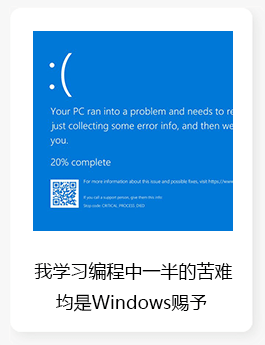 :(
Your PC ran into a problem and needs to re
just collecting some error info, and then we
you.
20% complete
For more information about this issue and possible fixes, visit https://www
If you call a support person, give them this info:
Stop code: CRITICAL_PROCESS_DIED
我学习编程中一半的苦难
均是Windows赐予